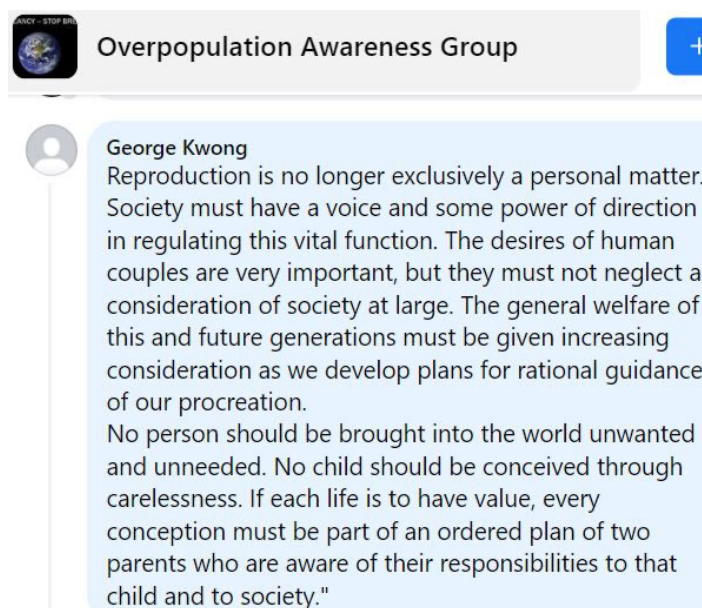 ANCY – STOP BRE
Overpopulation Awareness Group
+
George Kwong
Reproduction is no longer exclusively a personal matter.
Society must have a voice and some power of direction
in regulating this vital function. The desires of human
couples are very important, but they must not neglect a
consideration of society at large. The general welfare of
this and future generations must be given increasing
consideration as we develop plans for rational guidance
of our procreation.
No person should be brought into the world unwanted
and unneeded. No child should be conceived through
carelessness. If each life is to have value, every
conception must be part of an ordered plan of two
parents who are aware of their responsibilities to that
child and to society."